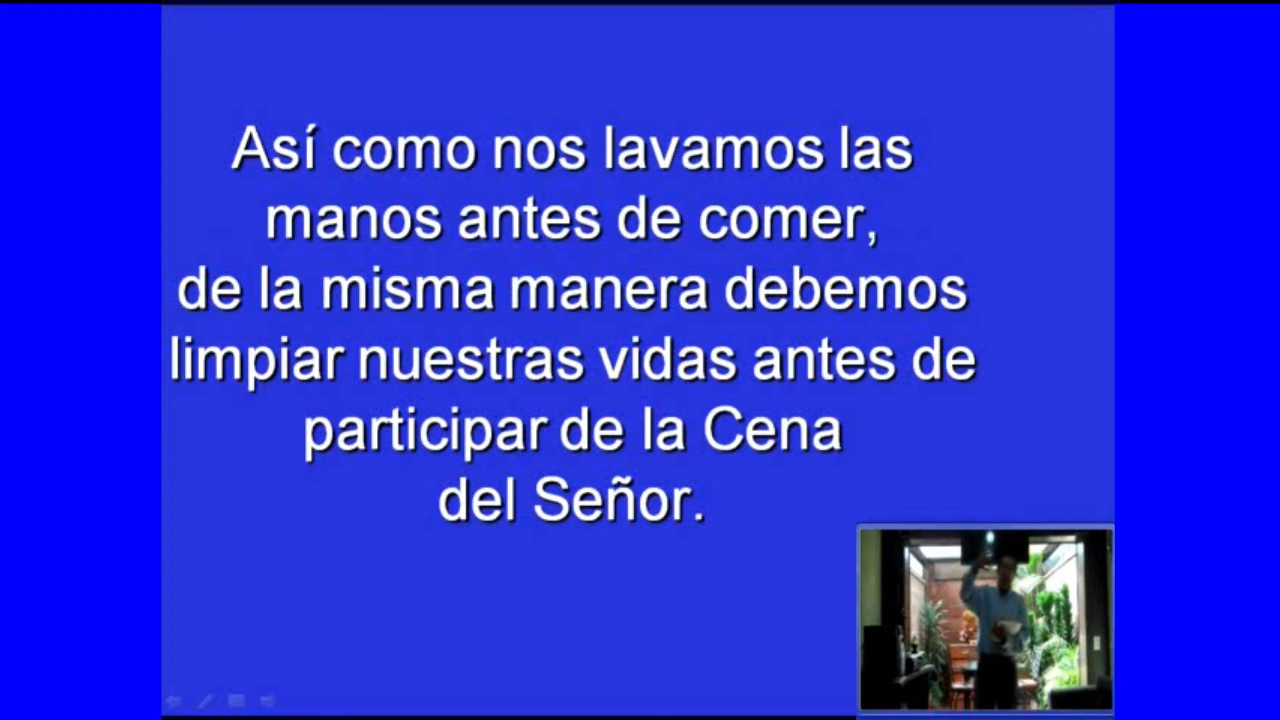 Así como nos lavamos las
manos antes de comer,
de la misma manera debemos
limpiar nuestras vidas antes de
participar de la Cena
del Señor.